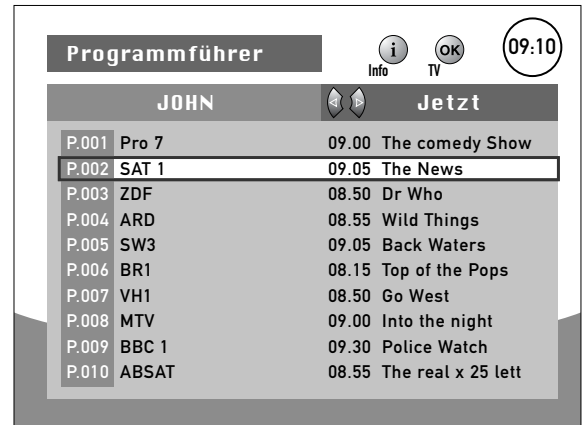 Programmführer
i OK 09:10
Info TV
JOHN Jetzt
P.001 Pro 7 09.00 The comedy Show
P.002 SAT 1 09.05 The News
P.003 ZDF 08.50 Dr Who
P.004 ARD 08.55 Wild Things
P.005 SW3 09.05 Back Waters
P.006 BR1 08.15 Top of the Pops
P.007 VH1 08.50 Go West
P.008 MTV 09.00 Into the night
P.009 BBC 1 09.30 Police Watch
P.010 ABSAT 08.55 The real x 25 lett